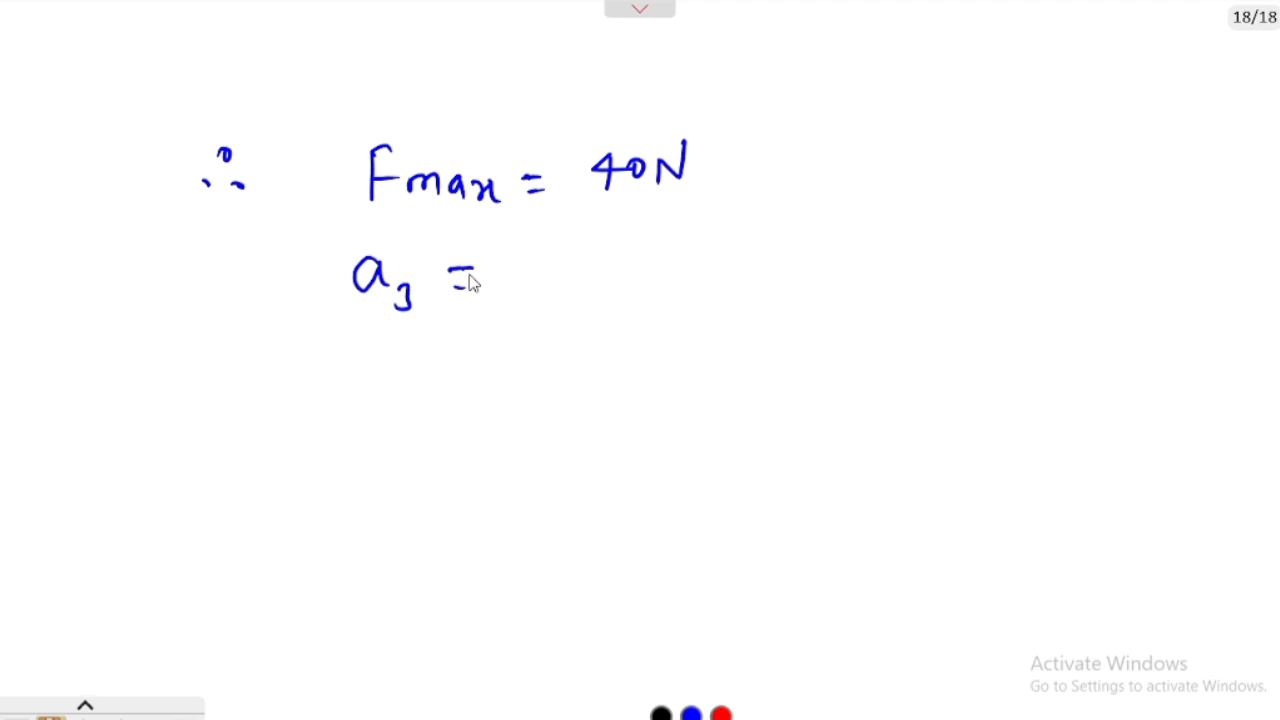 18/18
∴ Fmax = 40N
a₃ =
Activate Windows
Go to Settings to activate Windows.